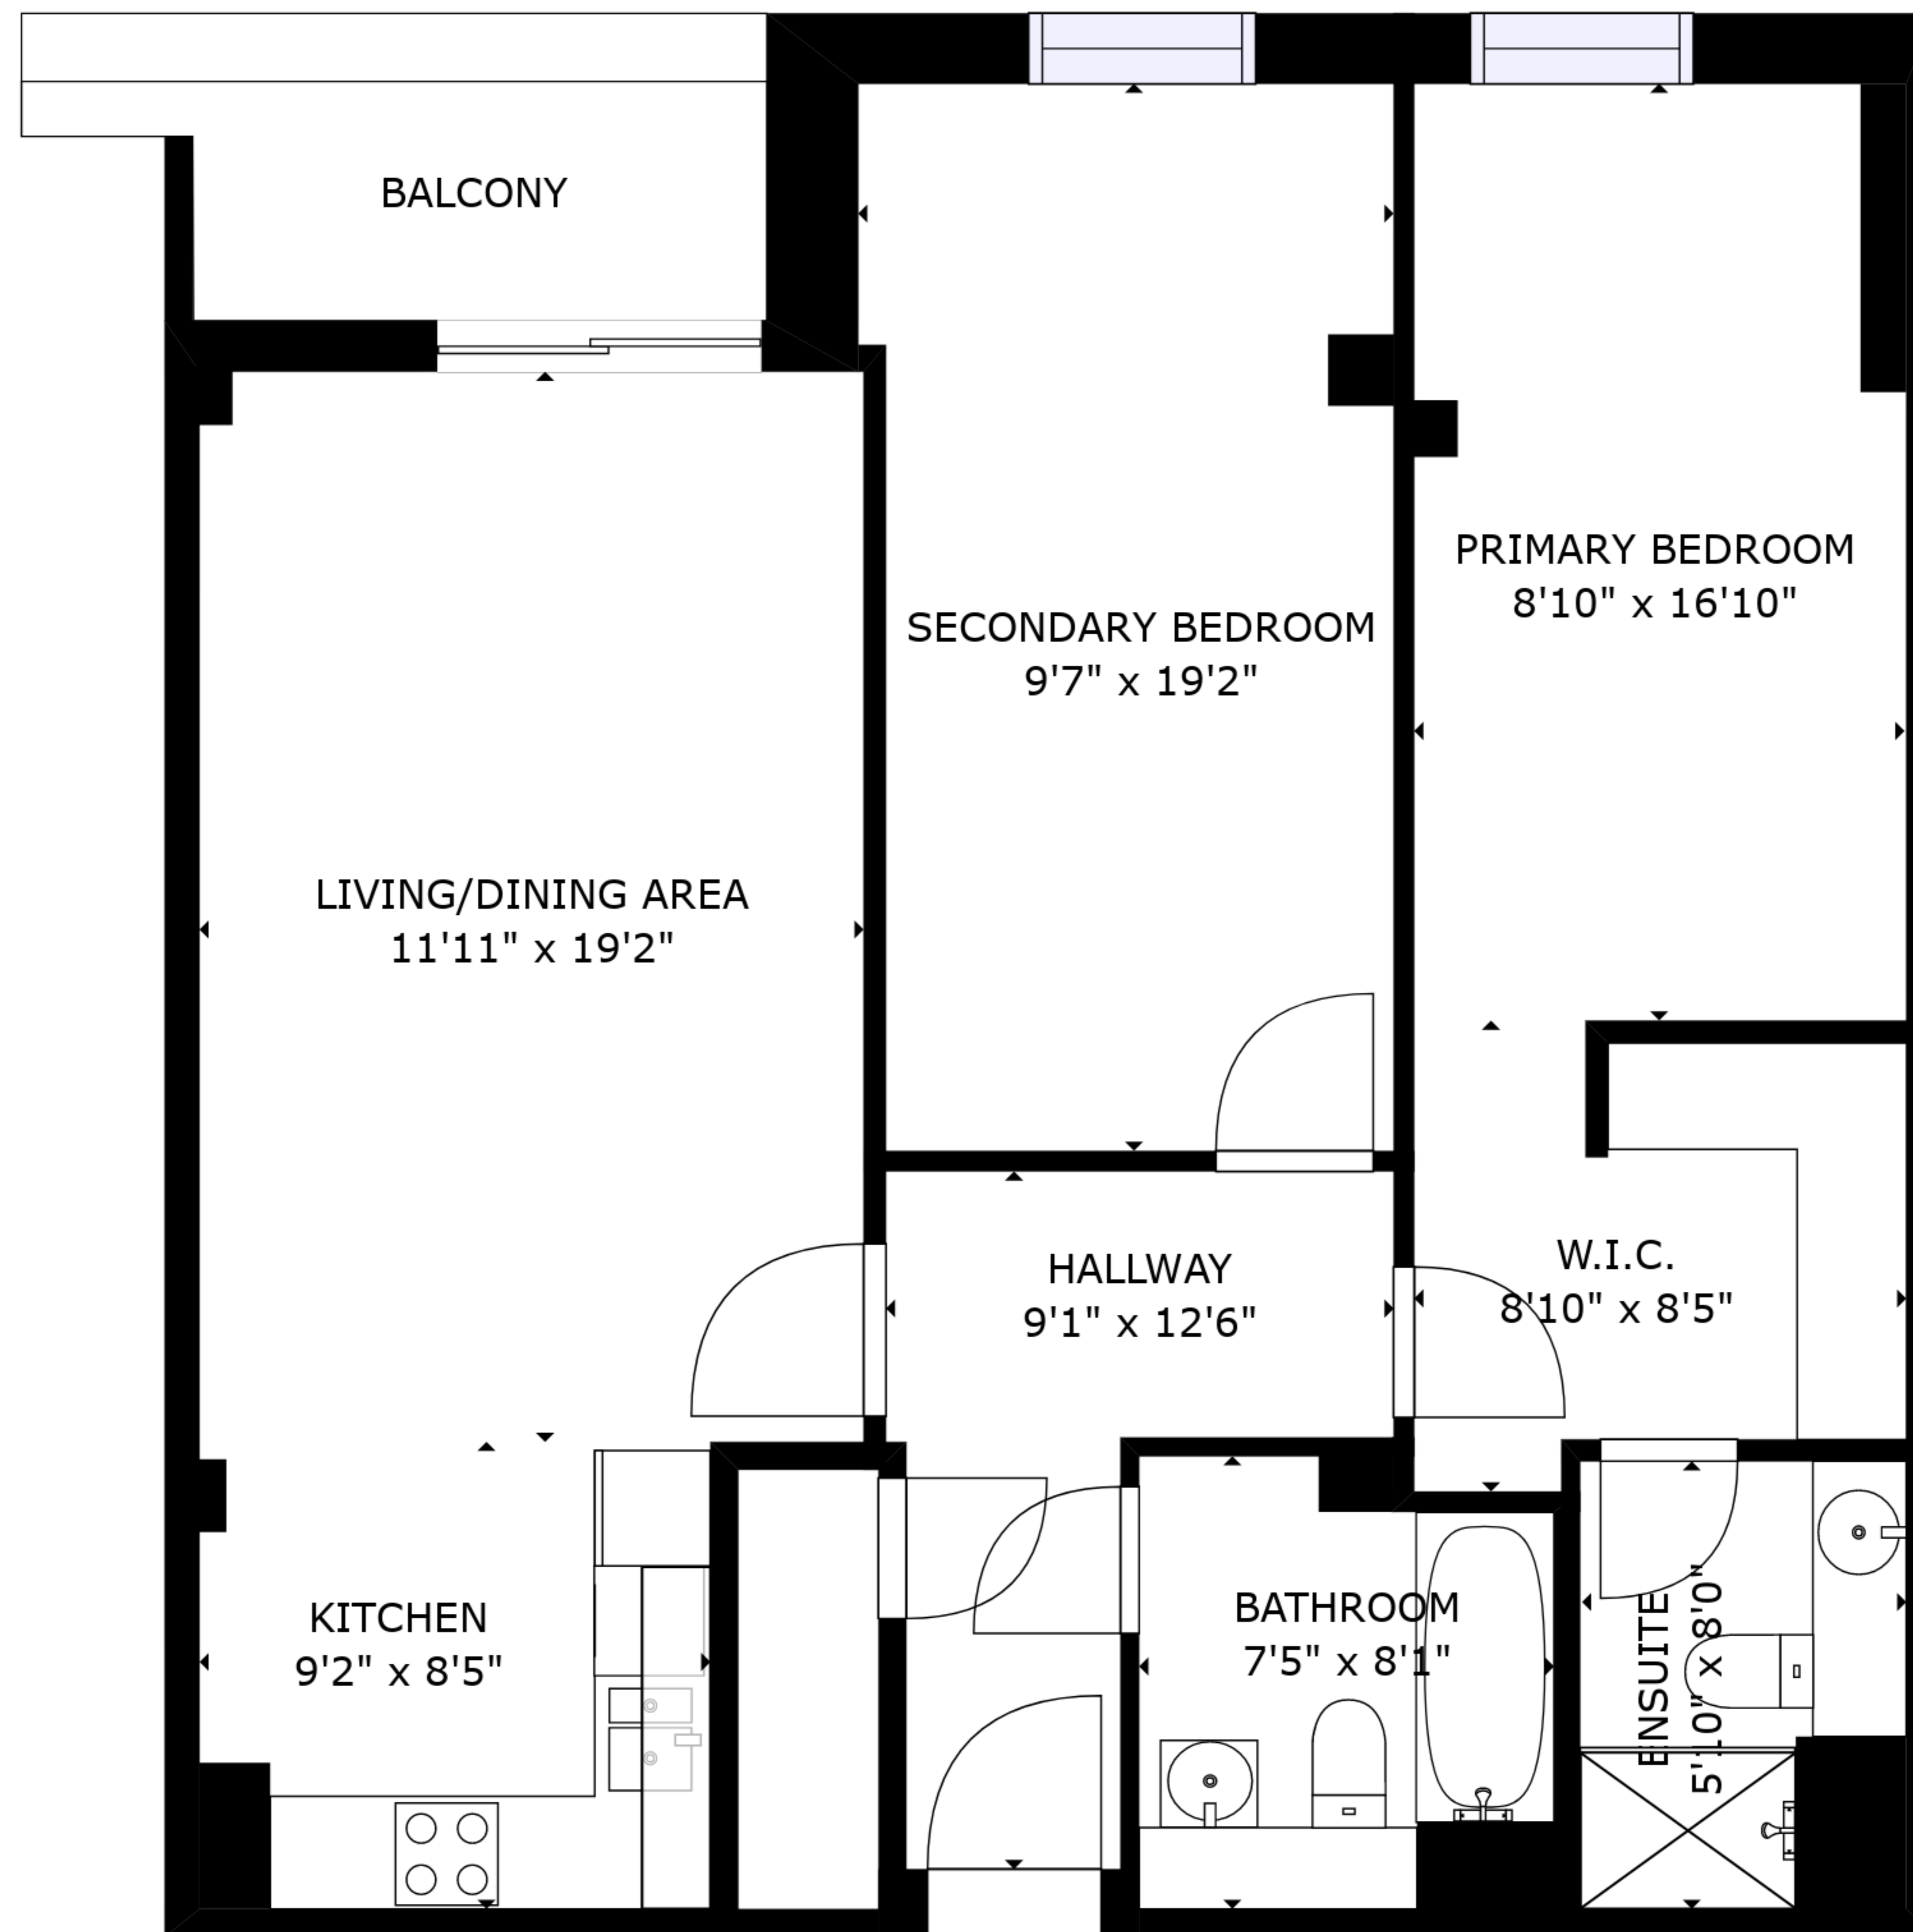 BALCONY
PRIMARY BEDROOM
8'10" x 16'10"
SECONDARY BEDROOM
9'7" x 19'2"
LIVING/DINING AREA
11'11" x 19'2"
HALLWAY
9'1" x 12'6"
W.I.C.
8'10" x 8'5"
KITCHEN
9'2" x 8'5"
BATHROOM
7'5" x 8'1"
ENSUITE
5'10" x 8'0"